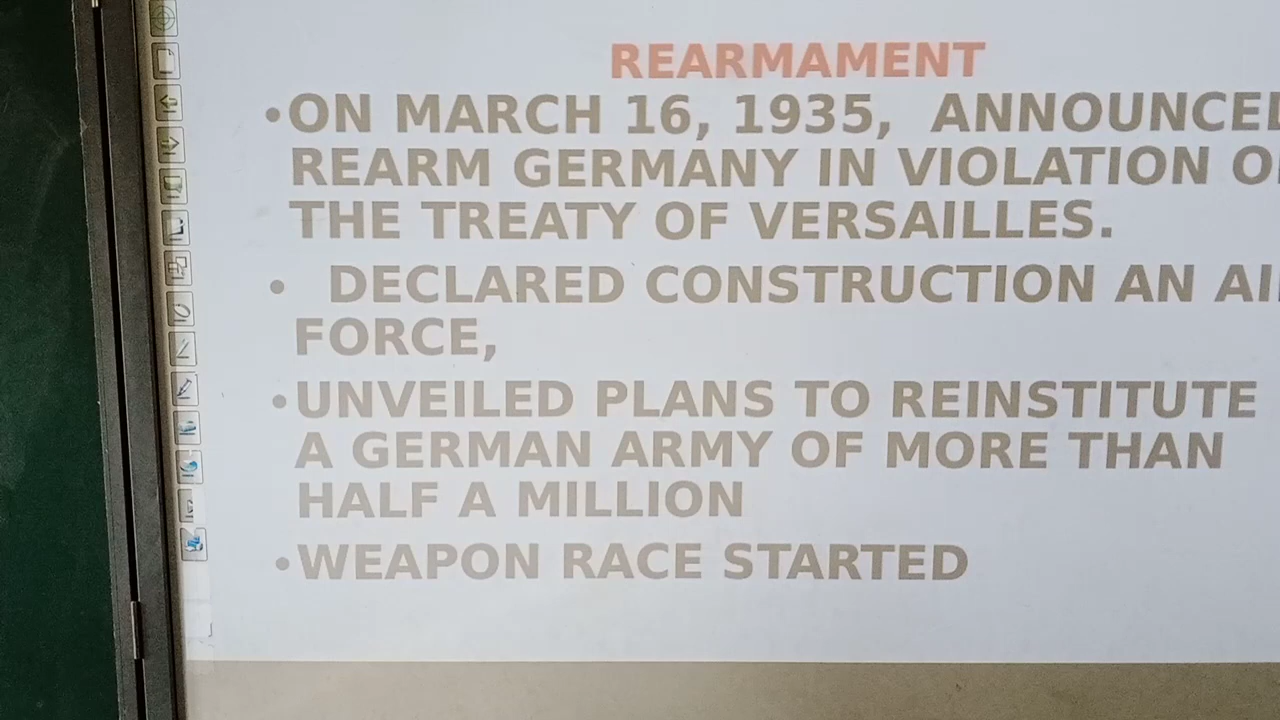 REARMAMENT
•ON MARCH 16, 1935, ANNOUNCED
REARM GERMANY IN VIOLATION
THE TREATY OF VERSAILLES.
• DECLARED CONSTRUCTION AN
FORCE,
•UNVEILED PLANS TO REINSTITUTE
A GERMAN ARMY OF MORE THAN
HALF A MILLION
•WEAPON RACE STARTED